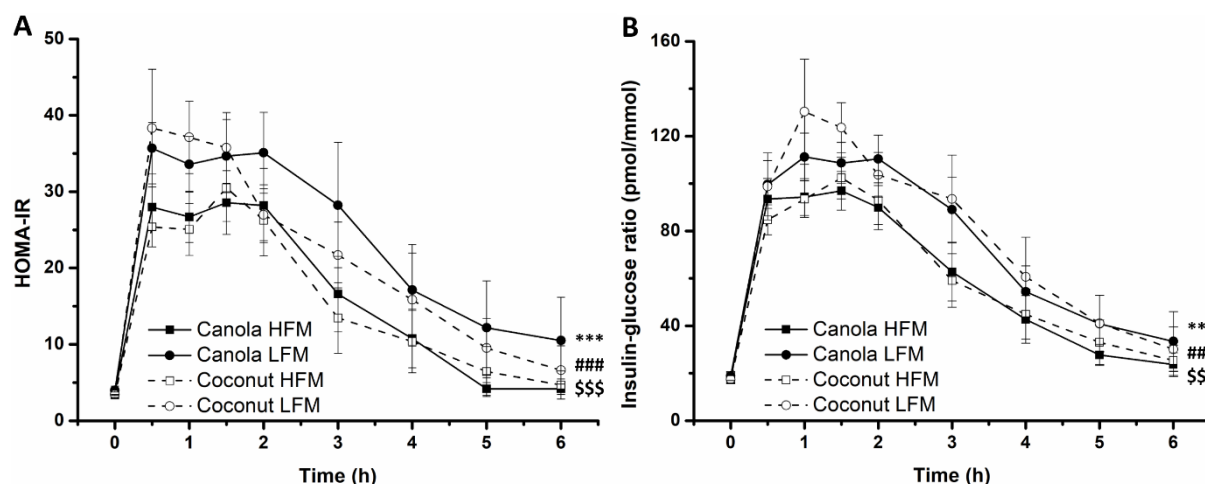 A
HOMA-IR
50
40
30
20
10
0
Canola HFM
Canola LFM
Coconut HFM
Coconut LFM
***
###
$$$
0 1 2 3 4 5 6
Time (h)
B
Insulin-glucose ratio (pmol/mmol)
160
120
80
40
0
Canola HFM
Canola LFM
Coconut HFM
Coconut LFM
**
##
$$
0 1 2 3 4 5 6
Time (h)